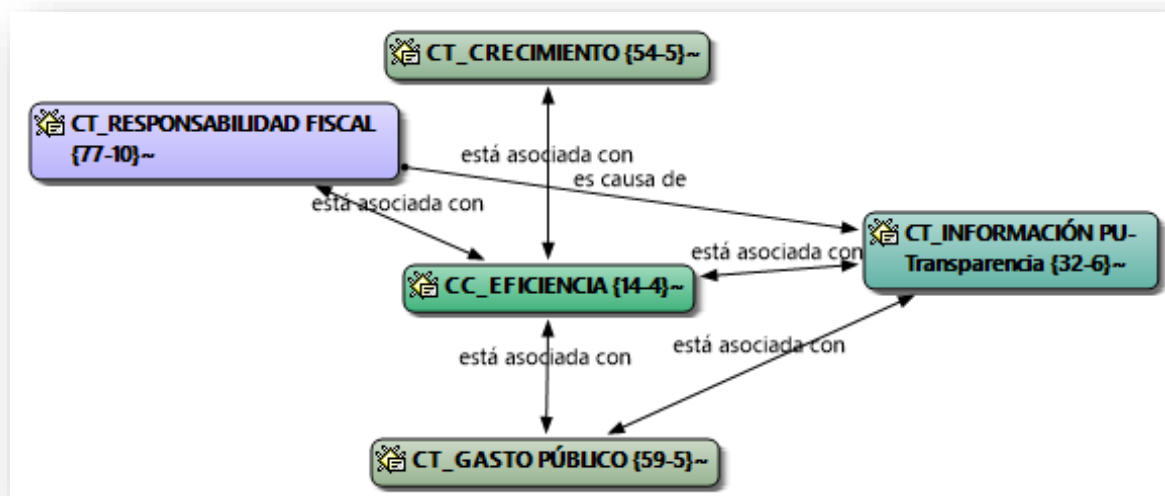 CT_CRECIMIENTO {54-5}~
CT_RESPONSABILIDAD FISCAL
{77-10}~
está asociada con
es causa de
está asociada con
CT_INFORMACIÓN PU-
Transparencia {32-6}~
está asociada con
CC_EFICIENCIA {14-4}~
está asociada con
está asociada con
CT_GASTO PÚBLICO {59-5}~